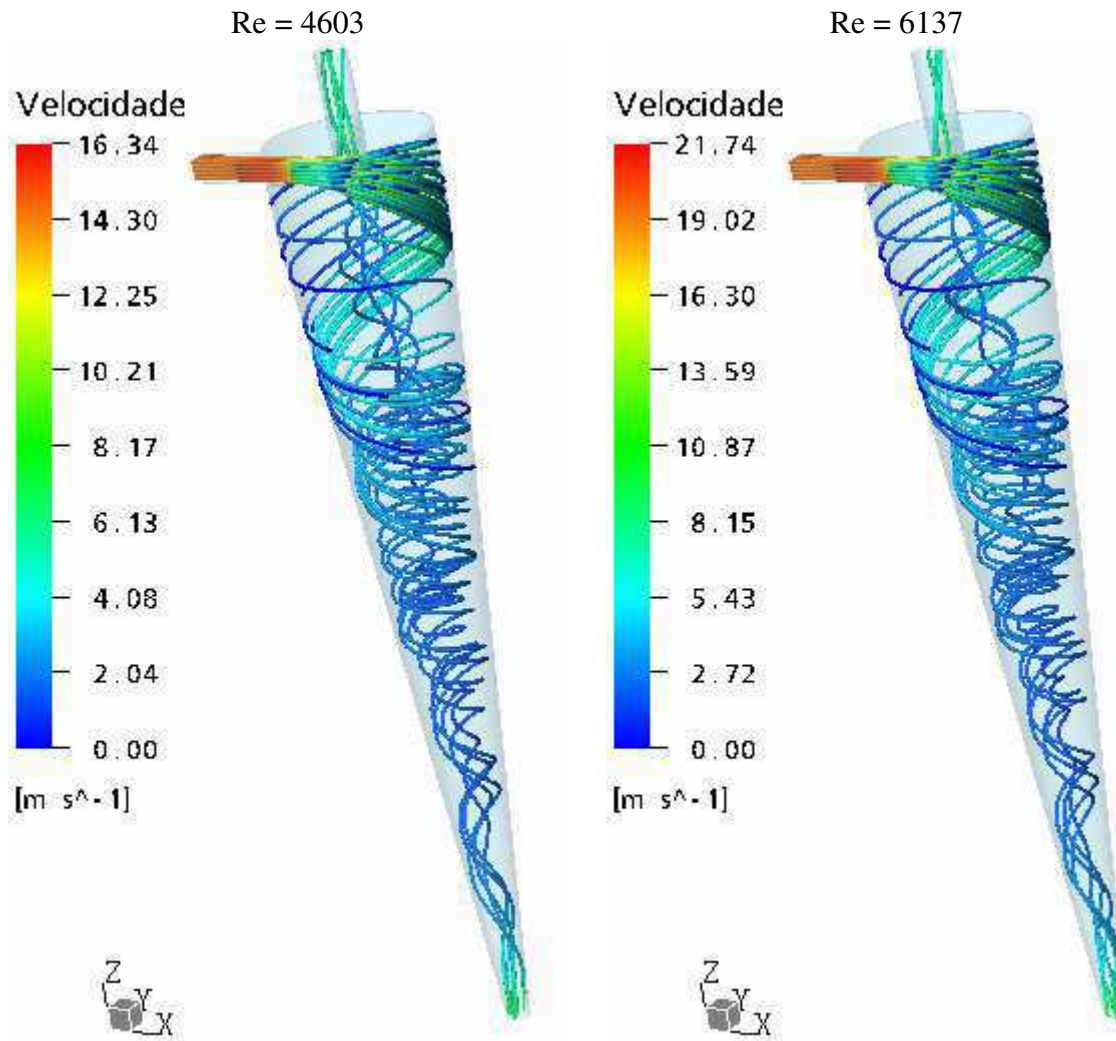 Re = 4603
Velocidade
16.34
14.30
12.25
10.21
8.17
6.13
4.08
2.04
0.00
[m s^-1]
Z
Y
X
Re = 6137
Velocidade
21.74
19.02
16.30
13.59
10.87
8.15
5.43
2.72
0.00
[m s^-1]
Z
Y
X